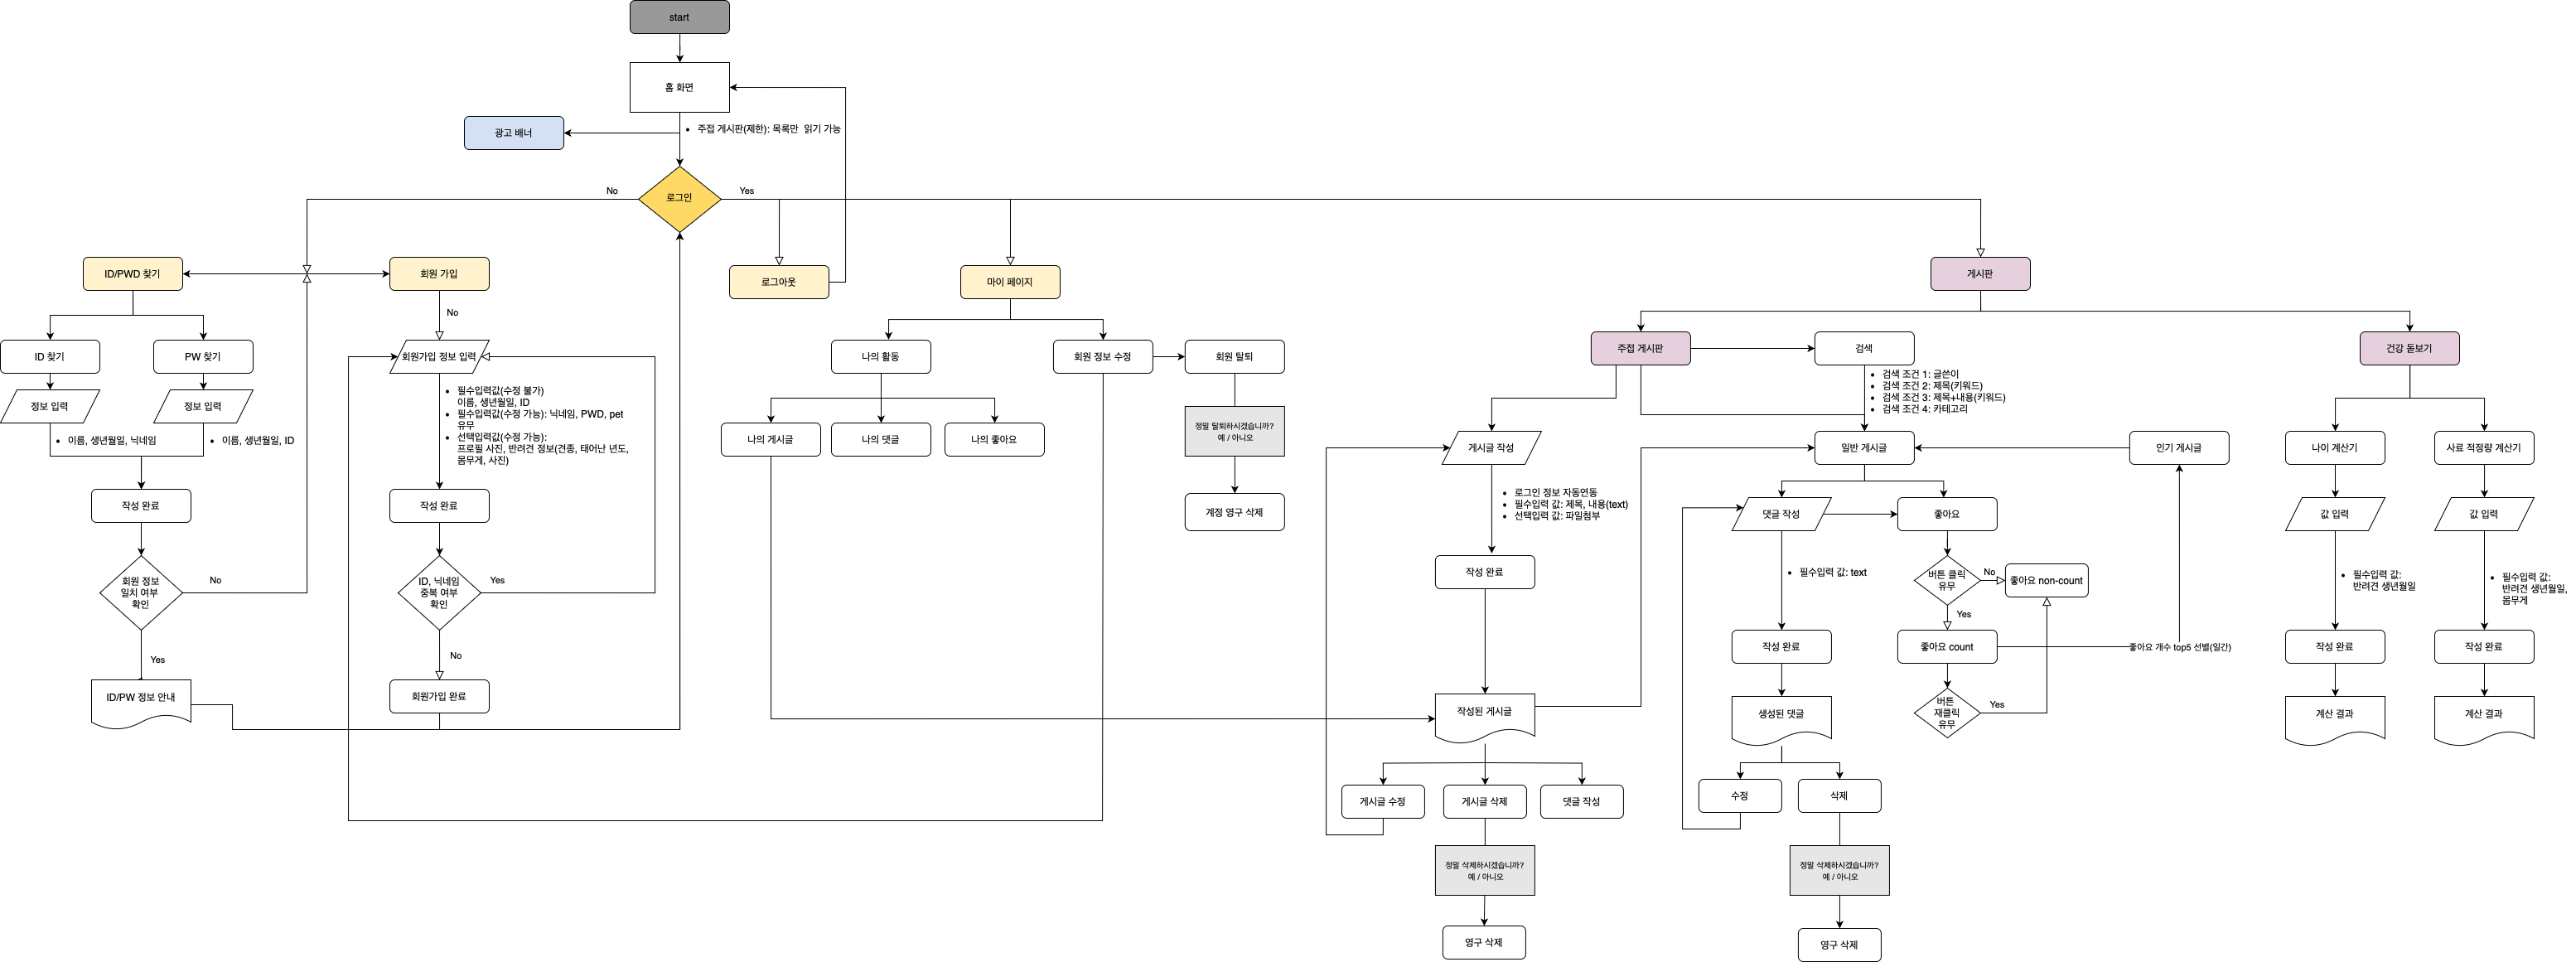 start
홈 화면
광고 배너
주접 게시판(제한): 목록만 읽기 가능
로그인
No
Yes
ID/PWD 찾기
회원 가입
로그아웃
마이 페이지
게시판
No
ID 찾기
PW 찾기
회원가입 정보 입력
나의 활동
회원 정보 수정
회원 탈퇴
주접 게시판
검색
건강 돋보기
정보 입력
정보 입력
필수입력값(수정 불가)
이름, 생년월일, ID
필수입력값(수정 가능): 닉네임, PWD, pet
유무
선택입력값(수정 가능):
프로필 사진, 반려견 정보(견종, 태어난 년도,
몸무게, 사진)
검색 조건 1: 글쓴이
검색 조건 2: 제목(키워드)
검색 조건 3: 제목+내용(키워드)
검색 조건 4: 카테고리
이름, 생년월일, 닉네임
이름, 생년월일, ID
나의 게시글
나의 댓글
나의 좋아요
정말 탈퇴하시겠습니까?
예 / 아니오
게시글 작성
일반 게시글
인기 게시글
나이 계산기
사료 적정량 계산기
작성 완료
작성 완료
계정 영구 삭제
로그인 정보 자동연동
필수입력 값: 제목, 내용(text)
선택입력 값: 파일첨부
댓글 작성
좋아요
값 입력
값 입력
회원 정보
일치 여부
확인
No
ID, 닉네임
중복 여부
확인
Yes
작성 완료
필수입력 값: text
버튼 클릭
유무
No
좋아요 non-count
Yes
필수입력 값:
반려견 생년월일
필수입력 값:
반려견 생년월일,
몸무게
Yes
No
작성 완료
좋아요 count
좋아요 개수 top5 선별(일간)
작성 완료
작성 완료
ID/PW 정보 안내
회원가입 완료
작성된 게시글
생성된 댓글
버튼
재클릭
유무
Yes
계산 결과
계산 결과
게시글 수정
게시글 삭제
댓글 작성
수정
삭제
정말 삭제하시겠습니까?
예 / 아니오
정말 삭제하시겠습니까?
예 / 아니오
영구 삭제
영구 삭제